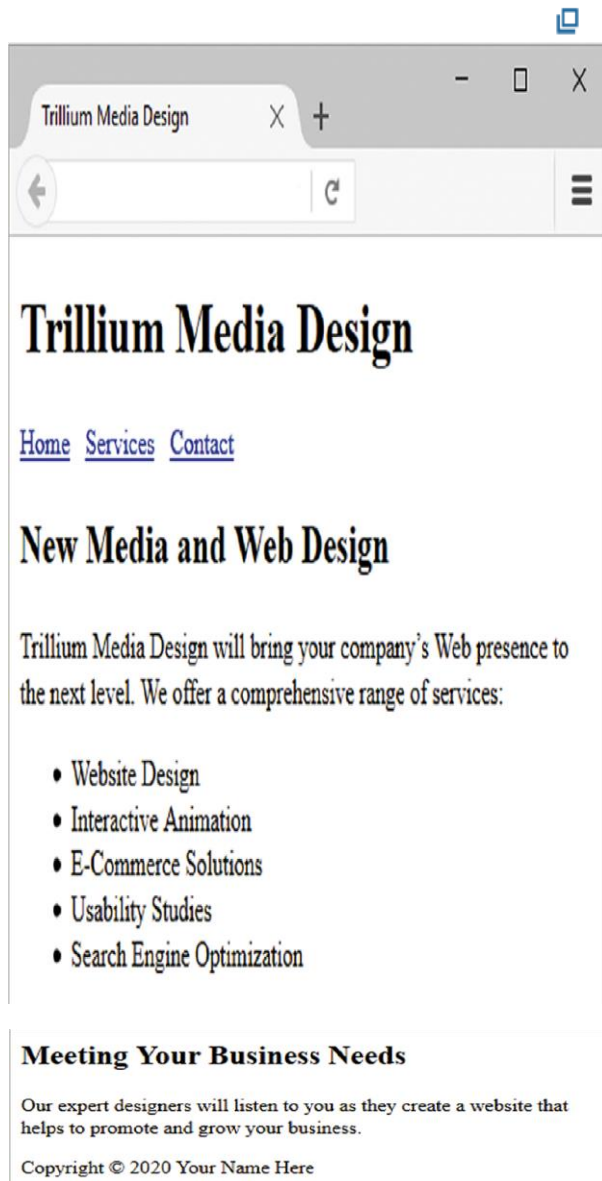 Trillium Media Design
Trillium Media Design
Home Services Contact
New Media and Web Design
Trillium Media Design will bring your company’s Web presence to
the next level. We offer a comprehensive range of services:
• Website Design
• Interactive Animation
• E-Commerce Solutions
• Usability Studies
• Search Engine Optimization
Meeting Your Business Needs
Our expert designers will listen to you as they create a website that
helps to promote and grow your business.
Copyright © 2020 Your Name Here